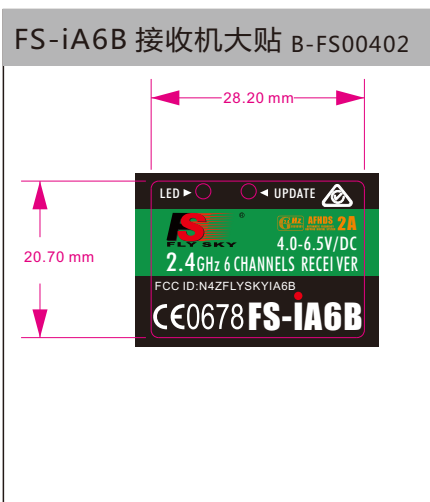 FS-iA6B 接收机大贴 B-FS00402
28.20 mm
20.70 mm
LED ► ◄ UPDATE
FLY SKY ®
AFHDS 2A
4.0-6.5V/DC
2.4GHz 6 CHANNELS RECEIVER
FCC ID:N4ZFLYSKYIA6B
CE0678 FS-iA6B